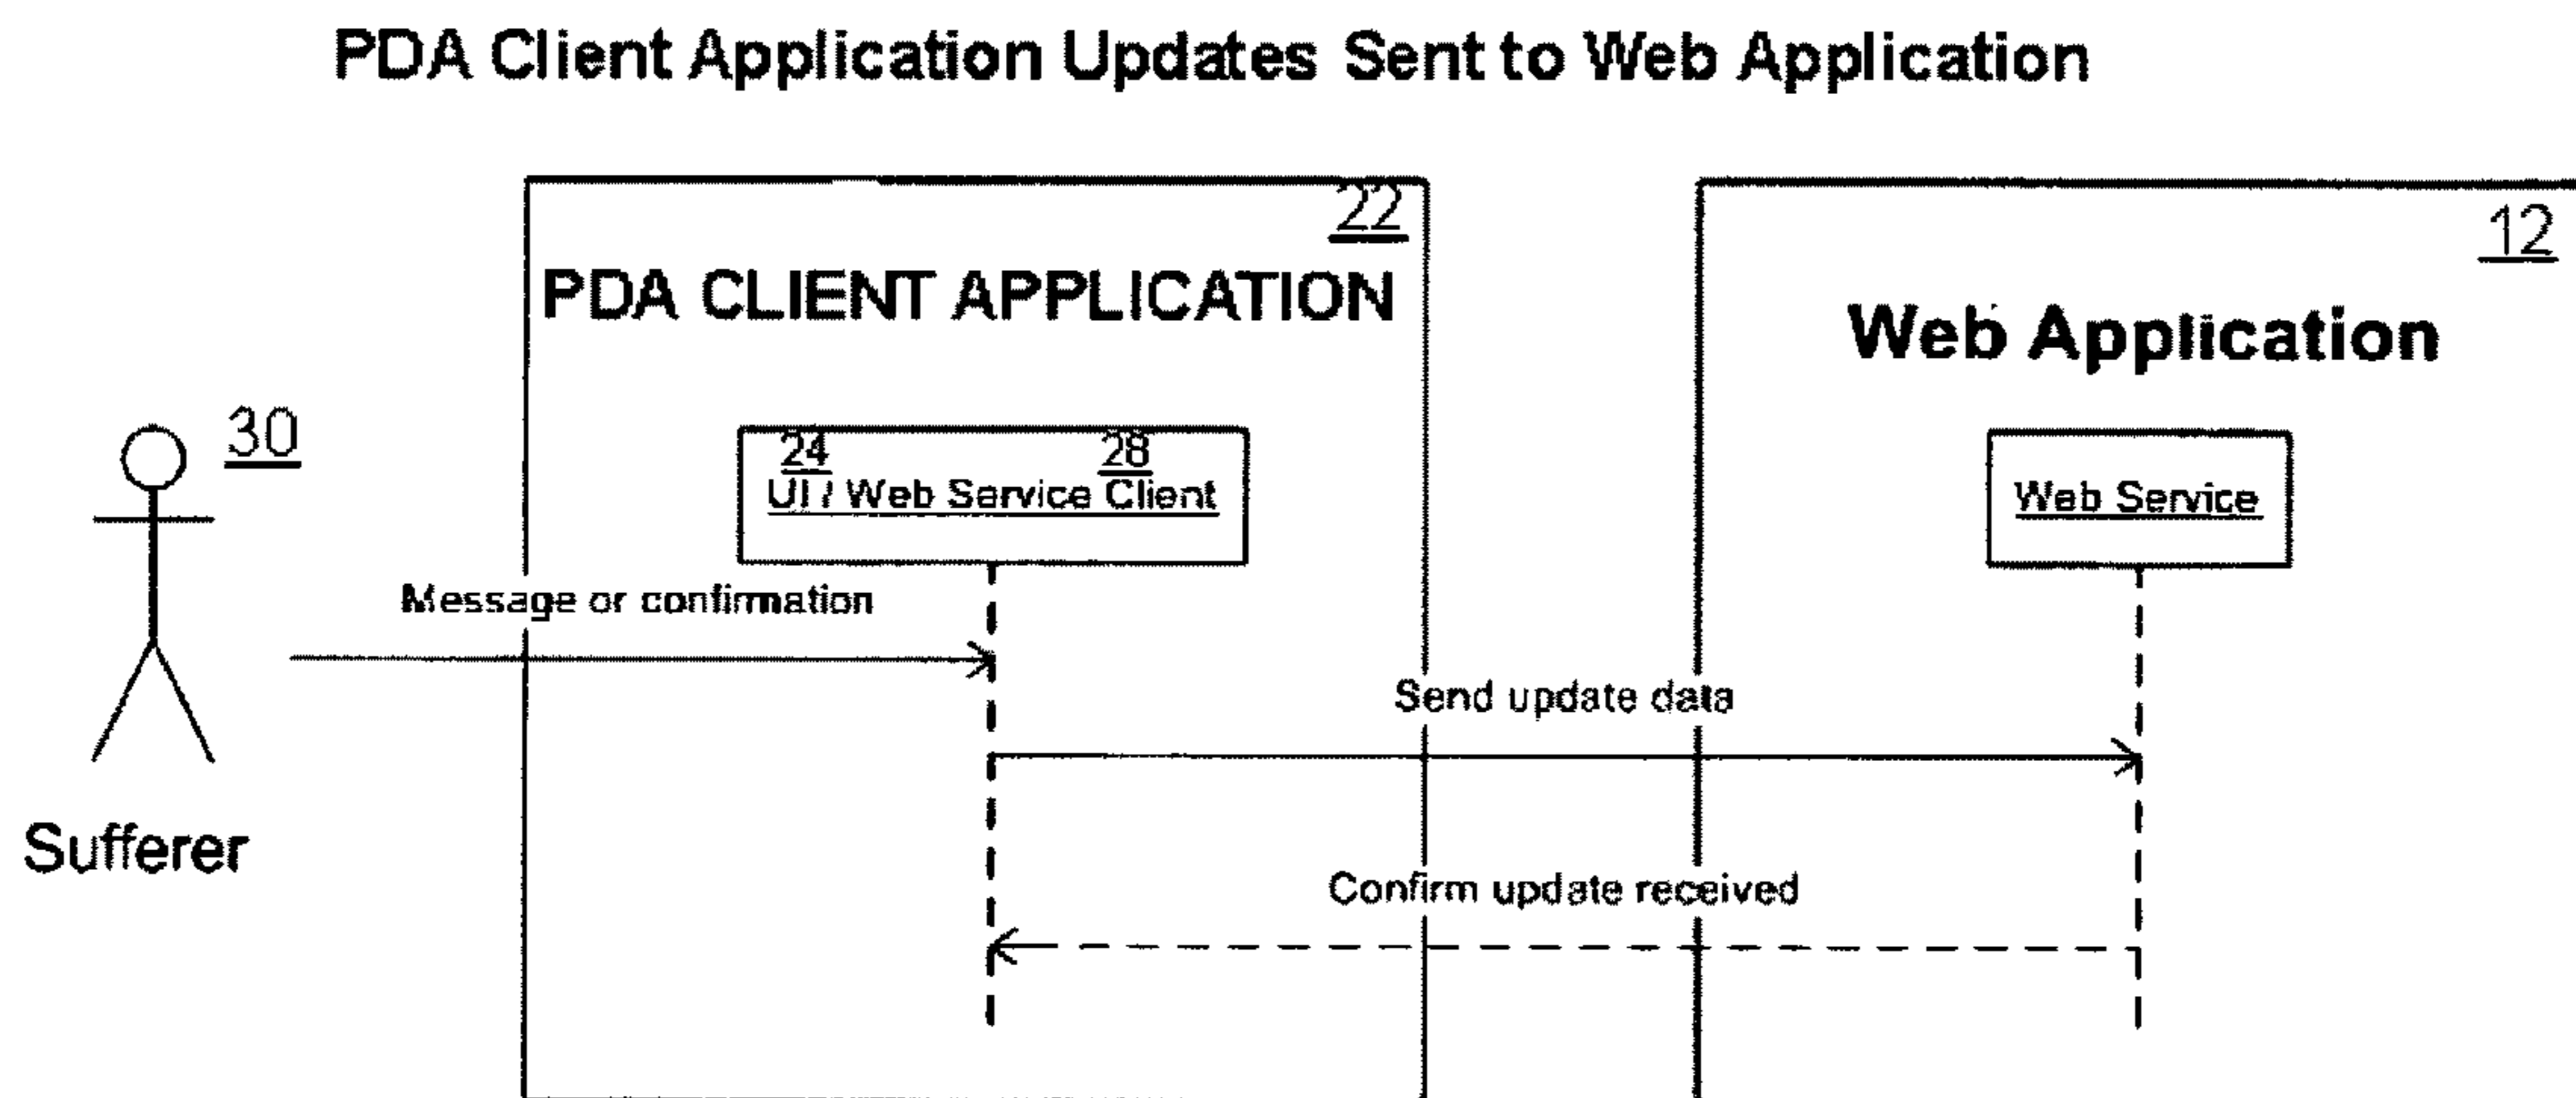 PDA Client Application Updates Sent to Web Application
22
12
PDA CLIENT APPLICATION
Web Application
30
24 28
UI / Web Service Client
Web Service
Message or confirmation
Send update data
Sufferer
Confirm update received